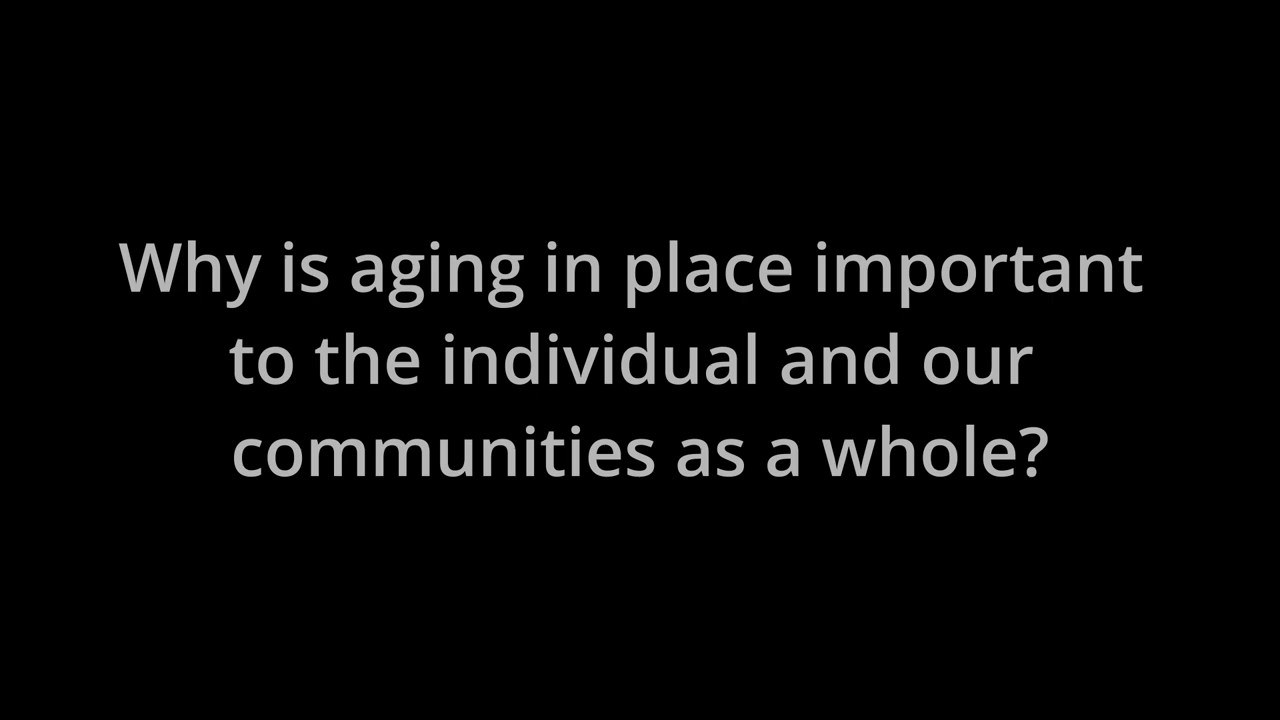 Why is aging in place important
to the individual and our
communities as a whole?